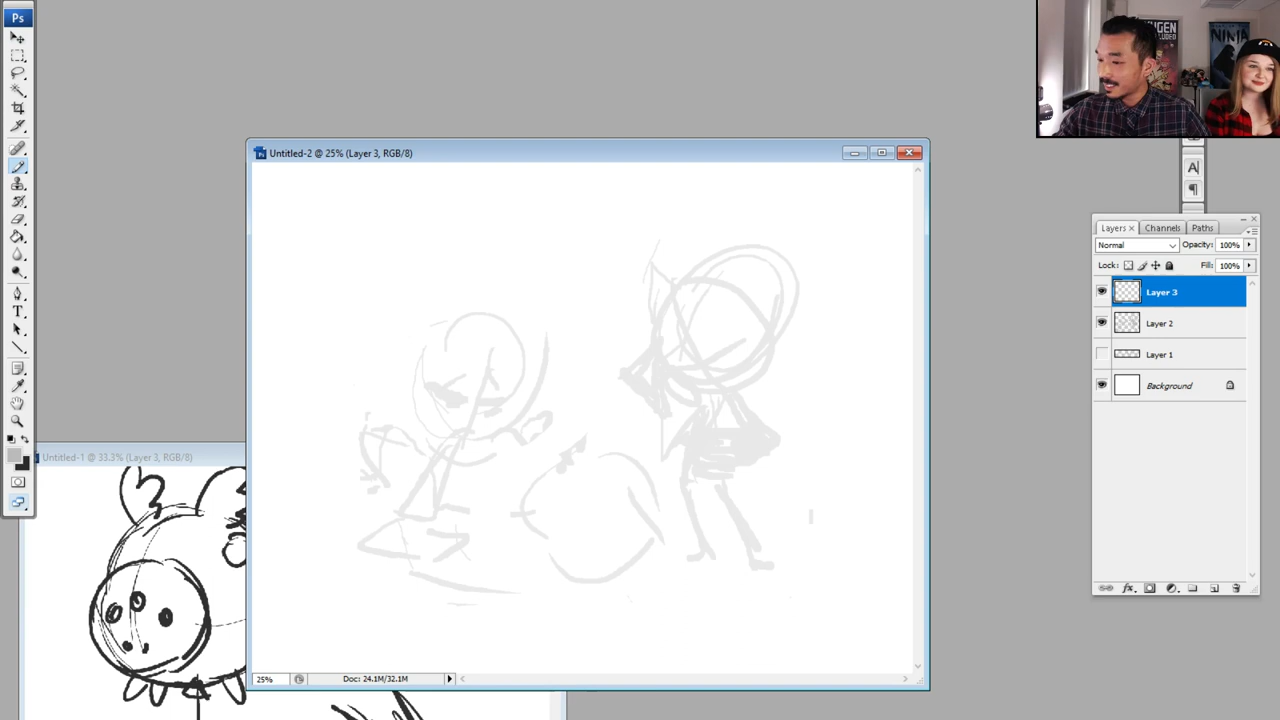 Ps
Untitled-2 @ 25% (Layer 3, RGB/8)
NINJA
Layers
Channels
Paths
Normal
Opacity: 100%
Lock:
Fill: 100%
Layer 3
Layer 2
Layer 1
Background
Untitled-1 @ 33.3% (Layer 3, RGB/8)
T
A
25%
Doc: 24.1M/32.1M